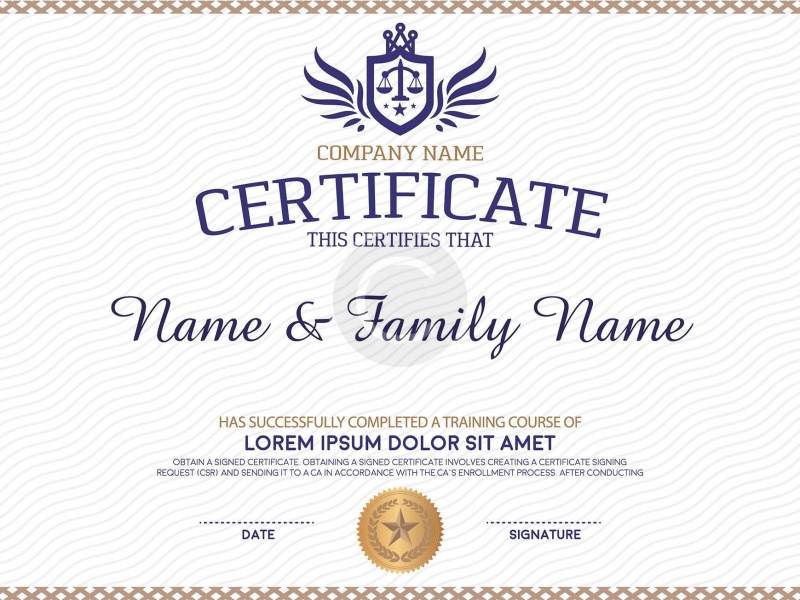 COMPANY NAME
CERTIFICATE
THIS CERTIFIES THAT
Name & Family Name
HAS SUCCESSFULLY COMPLETED A TRAINING COURSE OF
LOREM IPSUM DOLOR SIT AMET
OBTAIN A SIGNED CERTIFICATE. OBTAINING A SIGNED CERTIFICATE INVOLVES CREATING A CERTIFICATE SIGNING
REQUEST (CSR) AND SENDING IT TO A CA IN ACCORDANCE WITH THE CA`S ENROLLMENT PROCESS. AFTER CONDUCTING
DATE
SIGNATURE